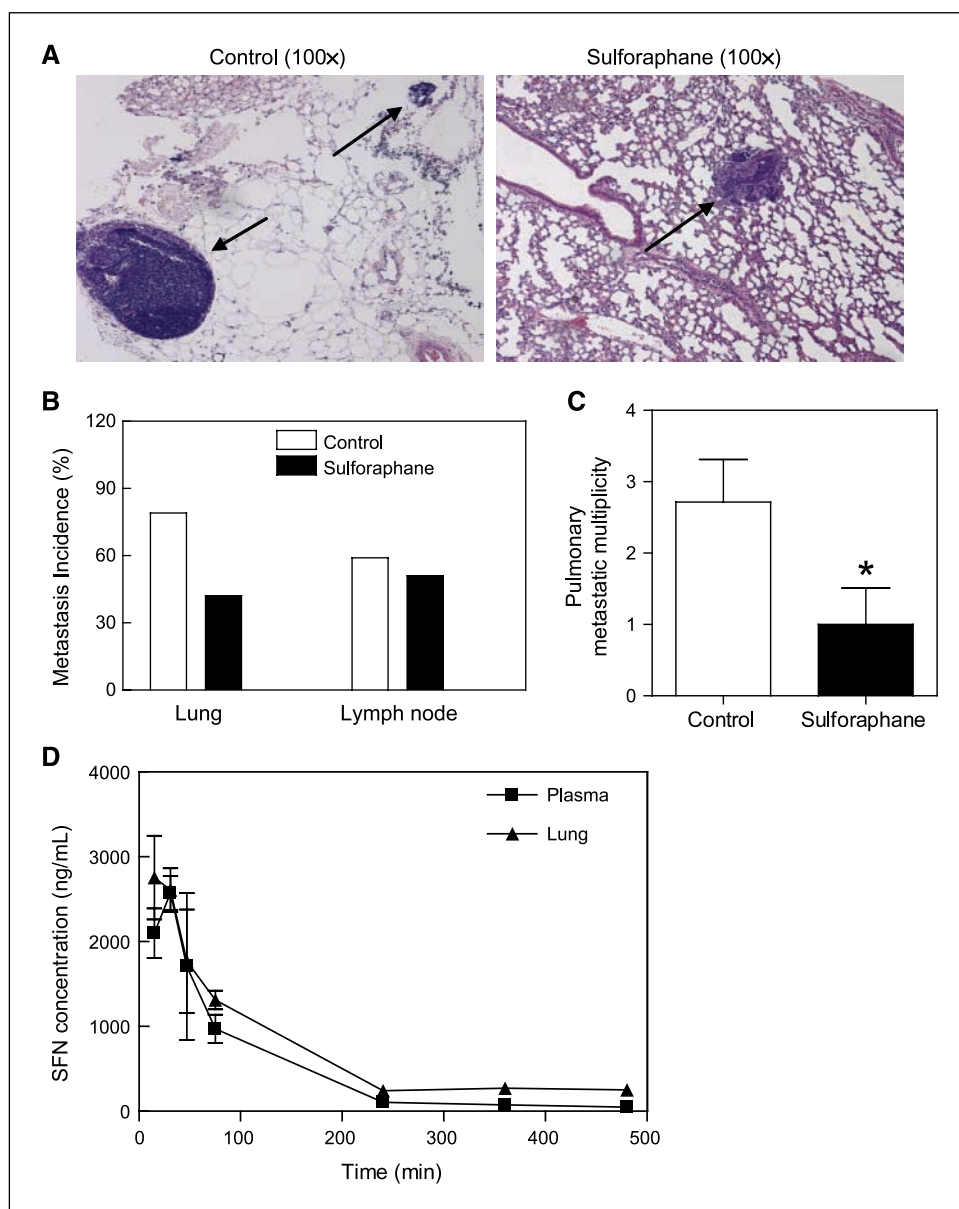 A
Control (100×)
Sulforaphane (100×)
B
Metastasis Incidence (%)
120
90
60
30
0
Control
Sulforaphane
Lung
Lymph node
C
Pulmonary
metastatic multiplicity
4
3
2
1
0
*
Control
Sulforaphane
D
SFN concentration (ng/mL)
4000
3000
2000
1000
0
Plasma
Lung
0
100
200
300
400
500
Time (min)